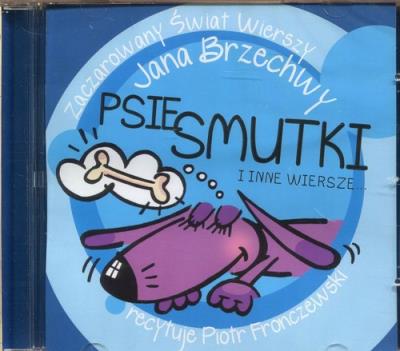 Zaczarowany Świat Wierszy
Jana Brzechwy
PSIE SMUTKI
I INNE WIERSZE...
recytuje Piotr Fronczewski